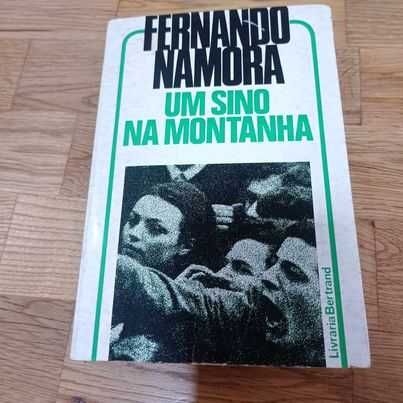 FERNANDO
NAMORA
UM SINO
NA MONTANHA
Livraria Bertrand